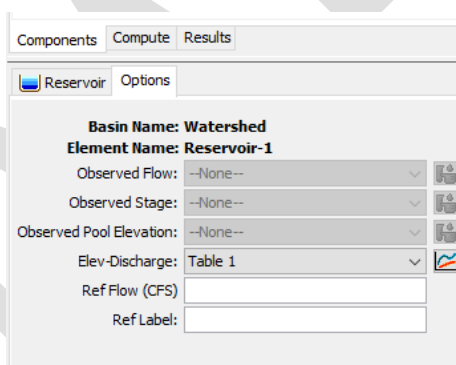 Components Compute Results
Reservoir Options
Basin Name: Watershed
Element Name: Reservoir-1
Observed Flow: --None--
Observed Stage: --None--
Observed Pool Elevation: --None--
Elev-Discharge: Table 1
Ref Flow (CFS)
Ref Label: